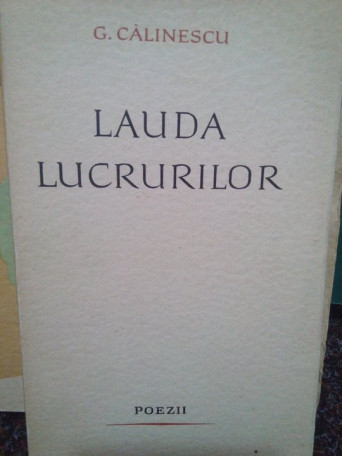 G. CĂLINESCU
LAUDA
LUCRURILOR
POEZII